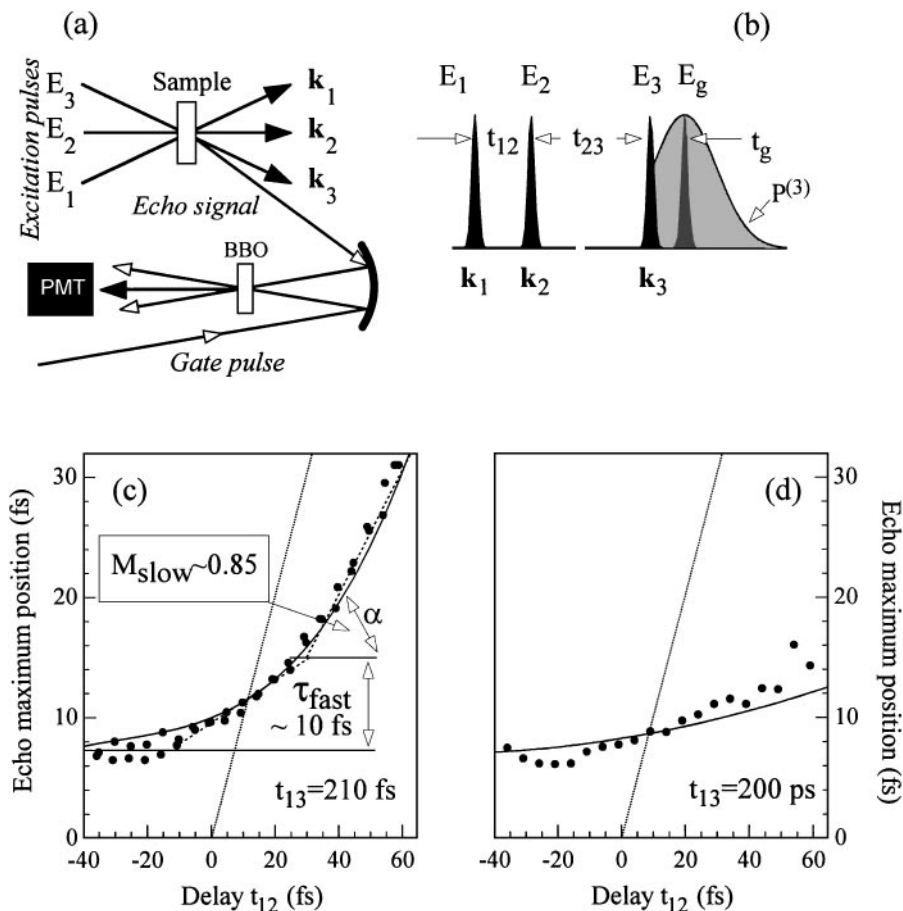 (a)
Excitation pulses
E3
E2
E1
Sample
k1
k2
k3
Echo signal
BBO
PMT
Gate pulse
(b)
E1 E2 E3 Eg
t12 t23 tg
P(3)
k1 k2 k3
(c)
Echo maximum position (fs)
30
20
10
0
Mslow~0.85
α
τfast
~ 10 fs
t13=210 fs
-40 -20 0 20 40 60
Delay t12 (fs)
(d)
t13=200 ps
30
20
10
0
Echo maximum position (fs)
-40 -20 0 20 40 60
Delay t12 (fs)